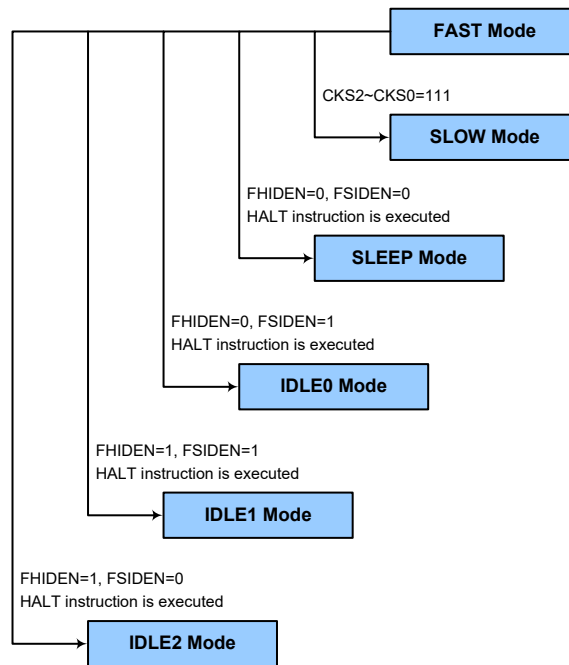 FAST Mode
CKS2~CKS0=111
SLOW Mode
FHIDEN=0, FSIDEN=0
HALT instruction is executed
SLEEP Mode
FHIDEN=0, FSIDEN=1
HALT instruction is executed
IDLE0 Mode
FHIDEN=1, FSIDEN=1
HALT instruction is executed
IDLE1 Mode
FHIDEN=1, FSIDEN=0
HALT instruction is executed
IDLE2 Mode